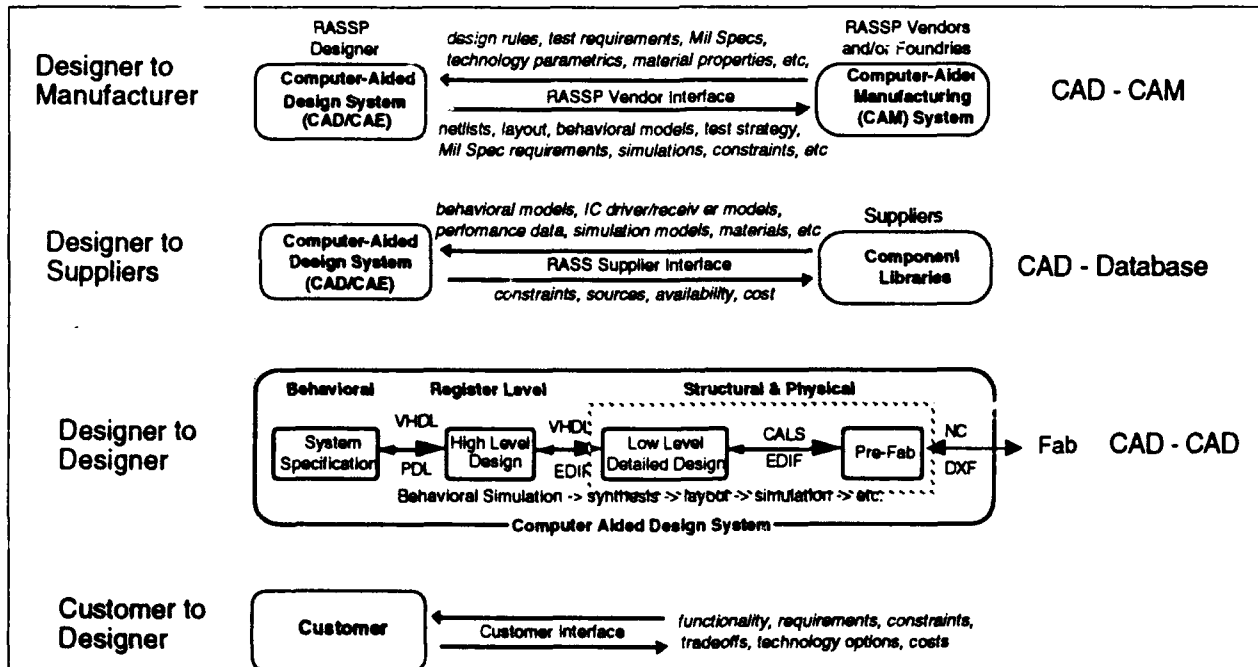 RASSP
Designer
RASSP Vendors
and/or Foundries
Designer to
Manufacturer
Computer-Aided
Design System
(CAD/CAE)
design rules, test requirements, Mil Specs,
technology parametrics, material properties, etc,
RASSP Vendor Interface
netlists, layout, behavioral models, test strategy,
Mil Spec requirements, simulations, constraints, etc
Computer-Aided
Manufacturing
(CAM) System
CAD - CAM
Designer to
Suppliers
Computer-Aided
Design System
(CAD/CAE)
behavioral models, IC driver/receiver models,
perfomance data, simulation models, materials, etc
RASS Supplier Interface
constraints, sources, availability, cost
Suppliers
Component
Libraries
CAD - Database
Designer to
Designer
Behavioral
Register Level
Structural & Physical
System
Specification
VHDL
PDL
High Level
Design
VHDL
EDIF
Low Level
Detailed Design
CALS
EDIF
Pre-Fab
NC
DXF
Fab
CAD - CAD
Behavioral Simulation -> synthesis -> layout -> simulation -> etc.
Computer Aided Design System
Customer to
Designer
Customer
Customer Interface
functionality, requirements, constraints,
tradeoffs, technology options, costs